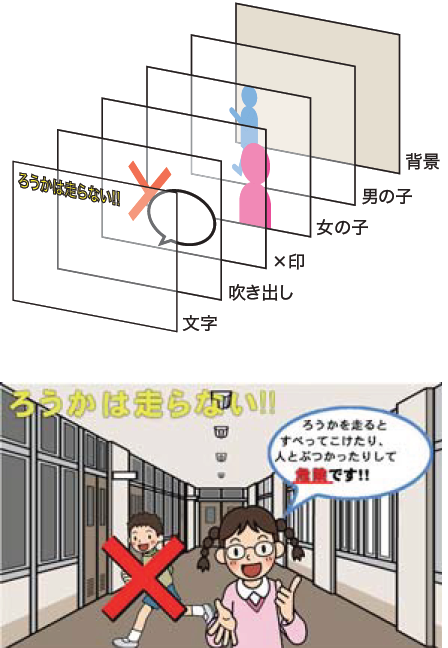 ろうかは走らない!!
背景
男の子
女の子
×印
吹き出し
文字
ろうかは走らない!!
ろうかを走ると
すべってこけたり、
人とぶつかったりして
危険です!!